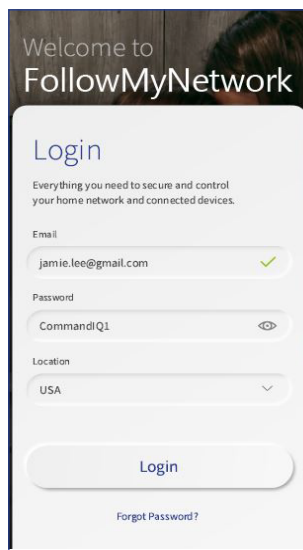 Welcome to
FollowMyNetwork
Login
Everything you need to secure and control
your home network and connected devices.
Email
jamie.lee@gmail.com
Password
CommandIQ1
Location
USA
Login
Forgot Password?